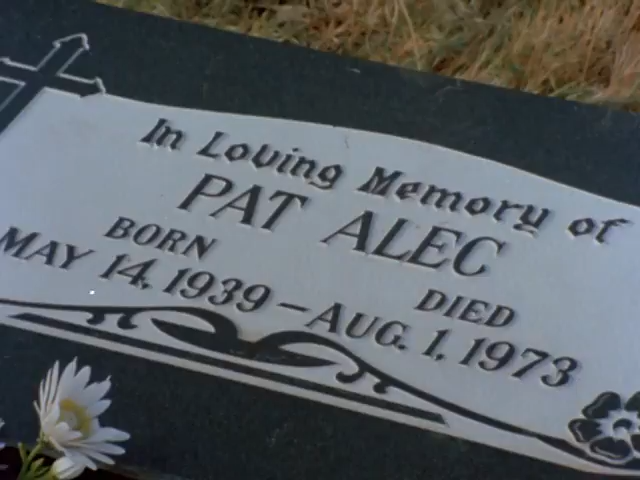 In Loving Memory of
PAT ALEC
BORN DIED
MAY 14, 1939 – AUG. 1, 1973